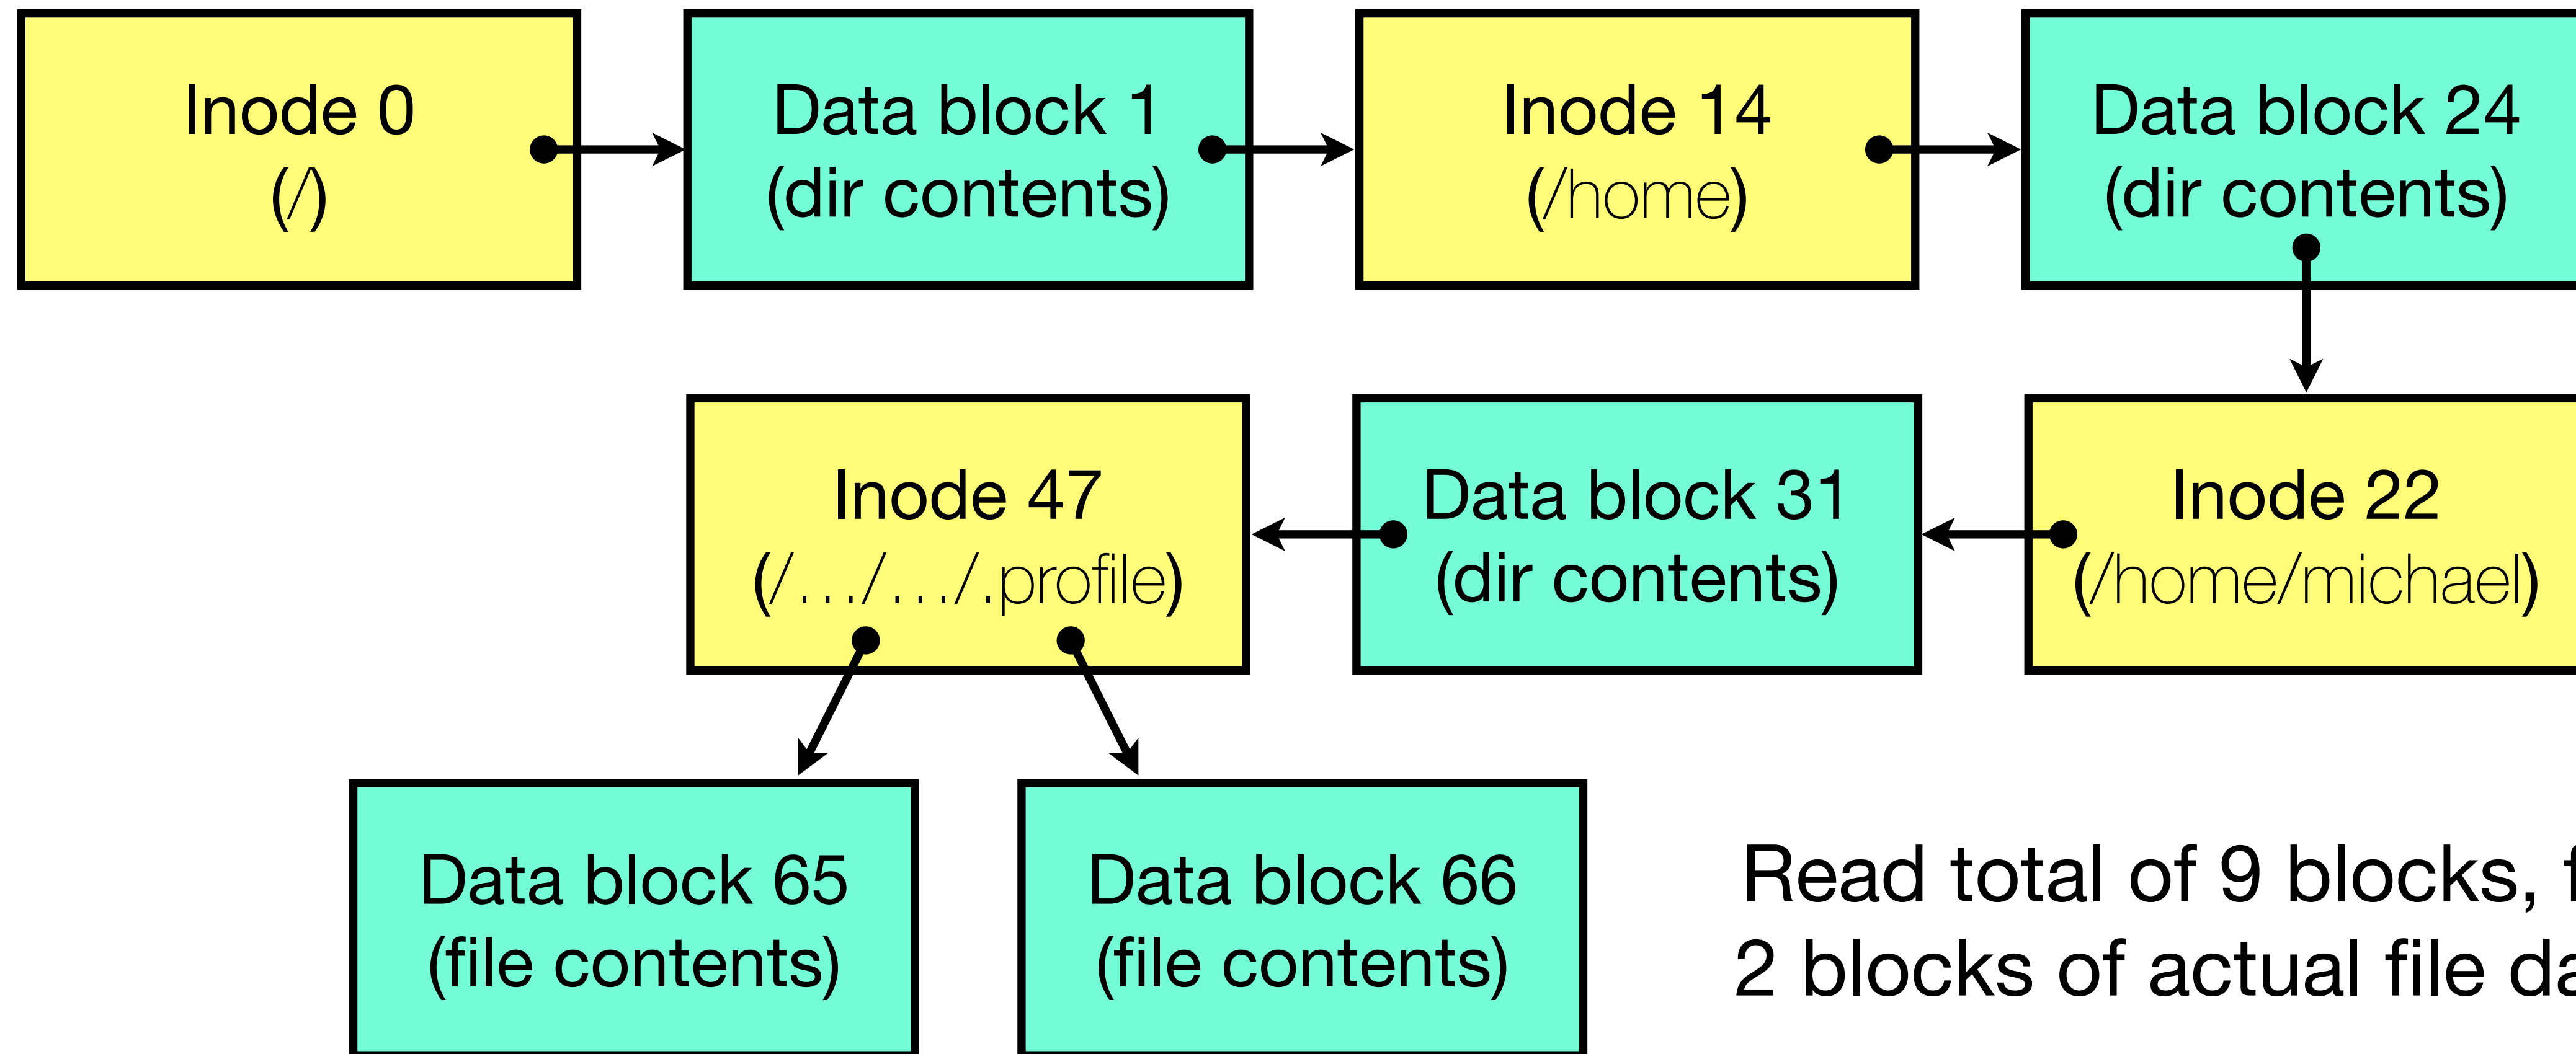 Inode 0
(/)
Data block 1
(dir contents)
Inode 14
(/home)
Data block 24
(dir contents)
Inode 47
(/…/…/.profile)
Data block 31
(dir contents)
Inode 22
(/home/michael)
Data block 65
(file contents)
Data block 66
(file contents)
Read total of 9 blocks,
2 blocks of actual file